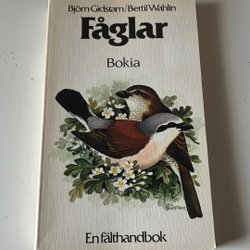 Björn Gidstam/Bertil Wahlin
Fåglar
Bokia
En fälthandbok